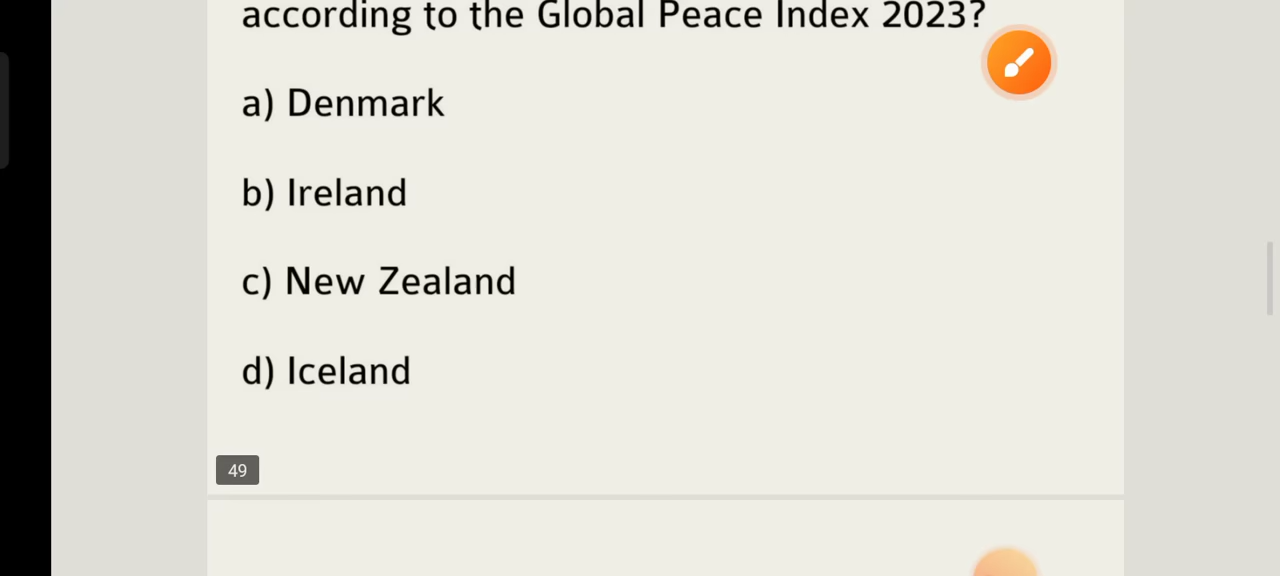 according to the Global Peace Index 2023?
a) Denmark
b) Ireland
c) New Zealand
d) Iceland
49